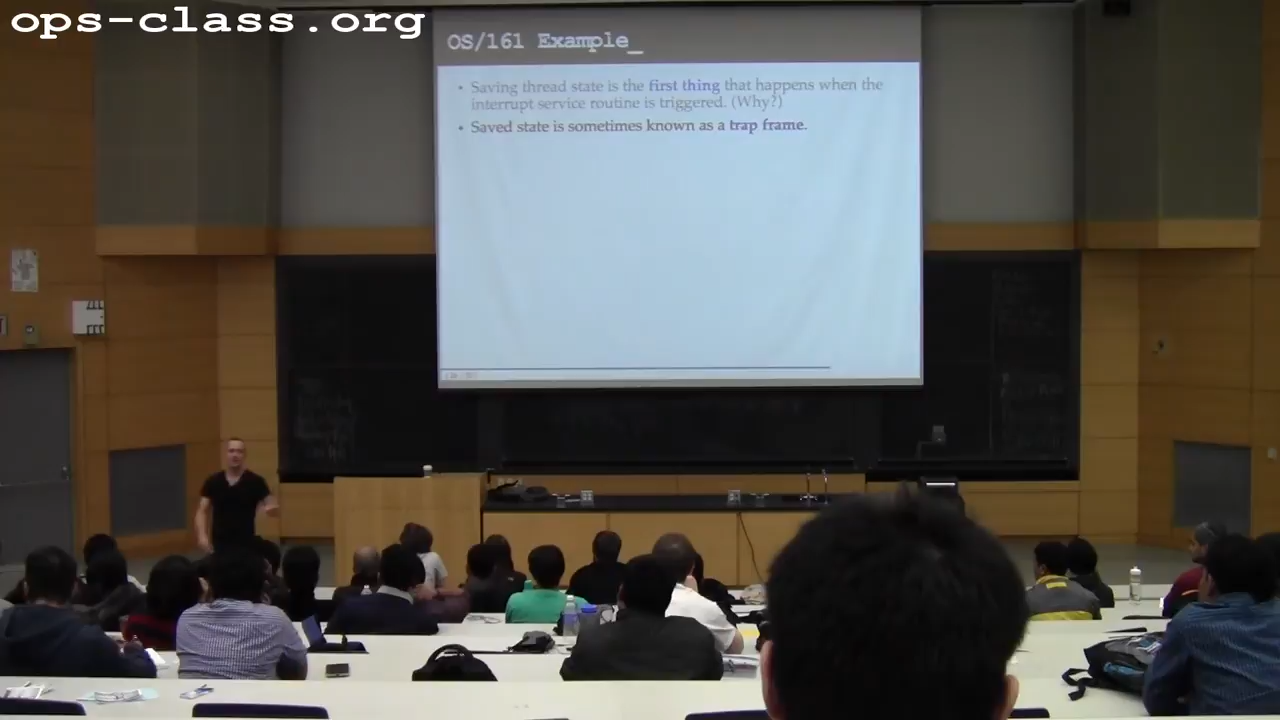 ops-class.org
OS/161 Example_
• Saving thread state is the first thing that happens when the
interrupt service routine is triggered. (Why?)
• Saved state is sometimes known as a trap frame.